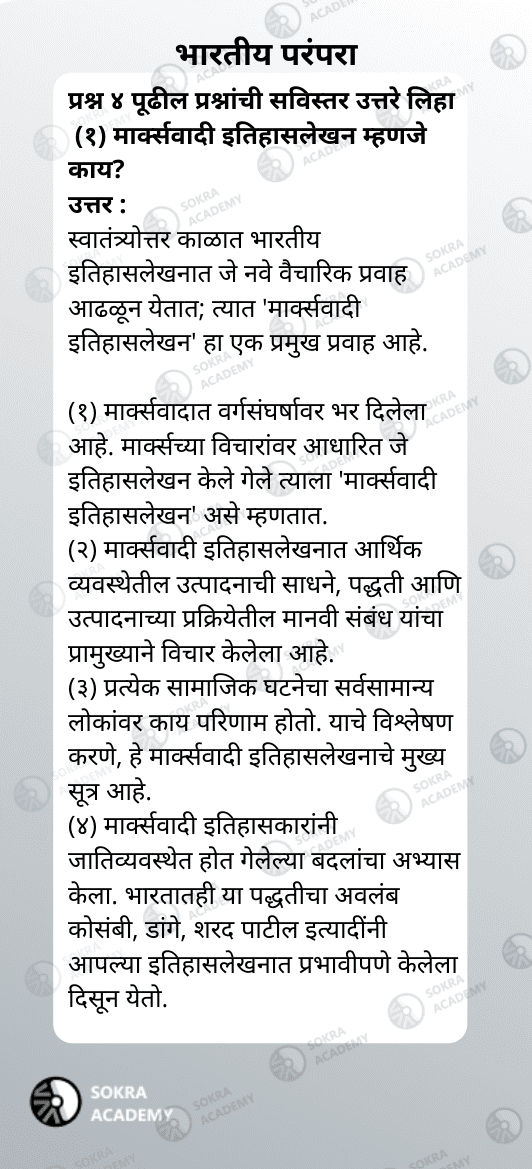 भारतीय परंपरा
प्रश्न ४ पूढील प्रश्नांची सविस्तर उत्तरे लिहा
(१) मार्क्सवादी इतिहासलेखन म्हणजे
काय?
उत्तर :
स्वातंत्र्योत्तर काळात भारतीय
इतिहासलेखनात जे नवे वैचारिक प्रवाह
आढळून येतात; त्यात 'मार्क्सवादी
इतिहासलेखन' हा एक प्रमुख प्रवाह आहे.
(१) मार्क्सवादात वर्गसंघर्षावर भर दिलेला
आहे. मार्क्सच्या विचारांवर आधारित जे
इतिहासलेखन केले गेले त्याला 'मार्क्सवादी
इतिहासलेखन' असे म्हणतात.
(२) मार्क्सवादी इतिहासलेखनात आर्थिक
व्यवस्थेतील उत्पादनाची साधने, पद्धती आणि
उत्पादनाच्या प्रक्रियेतील मानवी संबंध यांचा
प्रामुख्याने विचार केलेला आहे.
(३) प्रत्येक सामाजिक घटनेचा सर्वसामान्य
लोकांवर काय परिणाम होतो. याचे विश्लेषण
करणे, हे मार्क्सवादी इतिहासलेखनाचे मुख्य
सूत्र आहे.
(४) मार्क्सवादी इतिहासकारांनी
जातिव्यवस्थेत होत गेलेल्या बदलांचा अभ्यास
केला. भारतातही या पद्धतीचा अवलंब
कोसंबी, डांगे, शरद पाटील इत्यादींनी
आपल्या इतिहासलेखनात प्रभावीपणे केलेला
दिसून येतो.
SOKRA
ACADEMY